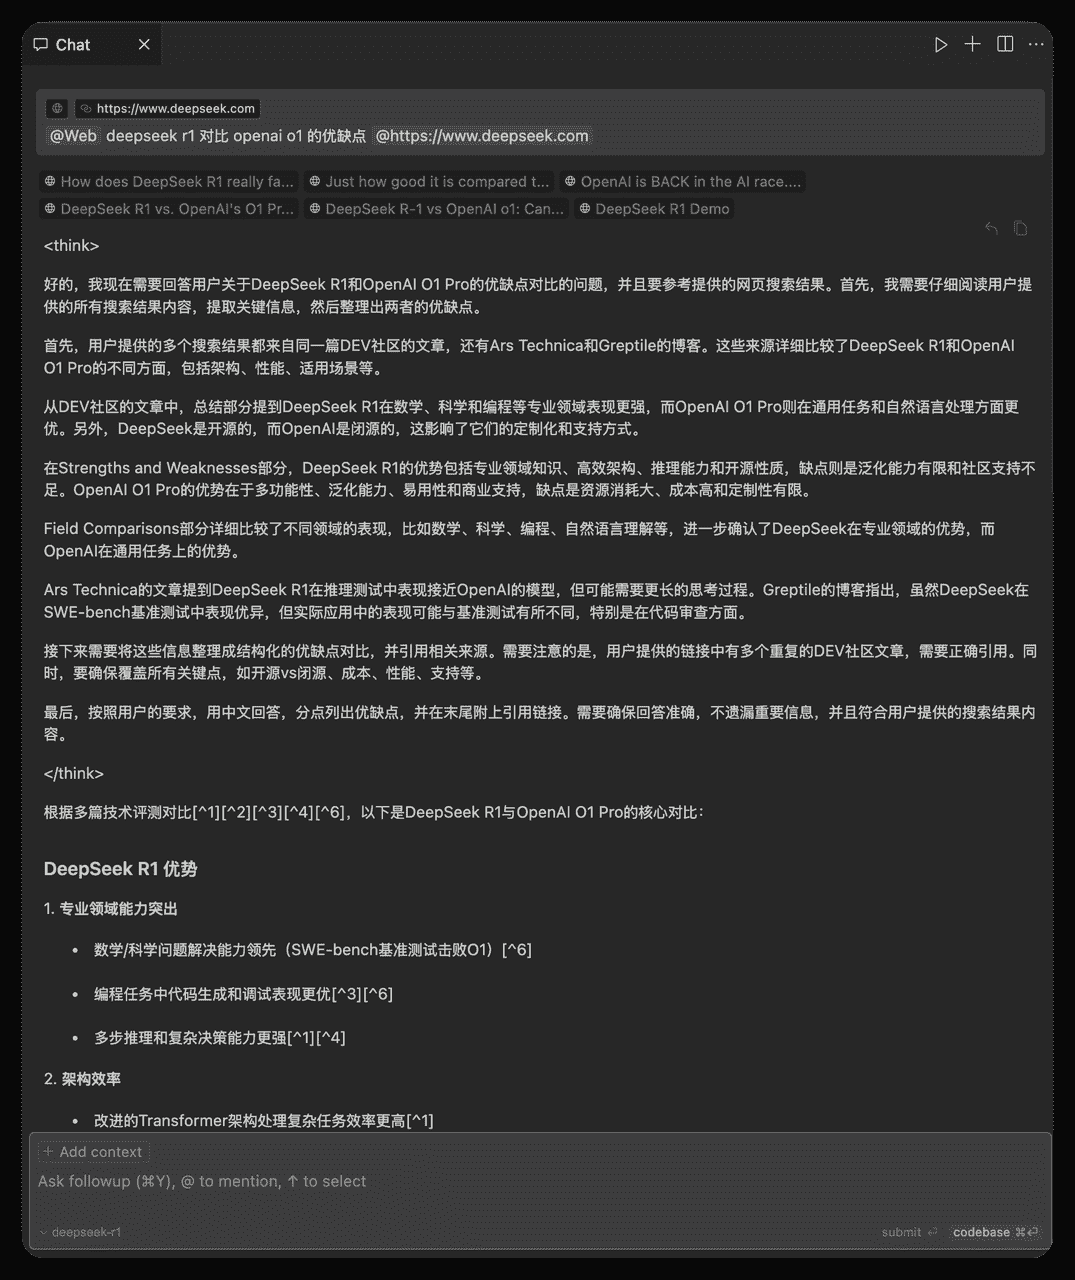 Chat
https://www.deepseek.com
@Web deepseek r1 对比 openai o1 的优缺点 @https://www.deepseek.com
How does DeepSeek R1 really fa...
Just how good it is compared t...
OpenAI is BACK in the AI race....
DeepSeek R1 vs. OpenAI's O1 Pr...
DeepSeek R-1 vs OpenAI o1: Can...
DeepSeek R1 Demo
<think>
好的，我现在需要回答用户关于DeepSeek R1和OpenAI O1 Pro的优缺点对比的问题，并且要参考提供的网页搜索结果。首先，我需要仔细阅读用户提
供的所有搜索结果内容，提取关键信息，然后整理出两者的优缺点。
首先，用户提供的多个搜索结果都来自同一篇DEV社区的文章，还有Ars Technica和Greptile的博客。这些来源详细比较了DeepSeek R1和OpenAI
O1 Pro的不同方面，包括架构、性能、适用场景等。
从DEV社区的文章中，总结部分提到DeepSeek R1在数学、科学和编程等专业领域表现更强，而OpenAI O1 Pro则在通用任务和自然语言处理方面更
优。另外，DeepSeek是开源的，而OpenAI是闭源的，这影响了它们的定制化和支持方式。
在Strengths and Weaknesses部分，DeepSeek R1的优势包括专业领域知识、高效架构、推理能力和开源性质，缺点则是泛化能力有限和社区支持不
足。OpenAI O1 Pro的优势在于多功能性、泛化能力、易用性和商业支持，缺点是资源消耗大、成本高和定制性有限。
Field Comparisons部分详细比较了不同领域的表现，比如数学、科学、编程、自然语言理解等，进一步确认了DeepSeek在专业领域的优势，而
OpenAI在通用任务上的优势。
Ars Technica的文章提到DeepSeek R1在推理测试中表现接近OpenAI的模型，但可能需要更长的思考过程。Greptile的博客指出，虽然DeepSeek在
SWE-bench基准测试中表现优异，但实际应用中的表现可能与基准测试有所不同，特别是在代码审查方面。
接下来需要将这些信息整理成结构化的优缺点对比，并引用相关来源。需要注意的是，用户提供的链接中有多个重复的DEV社区文章，需要正确引用。同
时，要确保覆盖所有关键点，如开源vs闭源、成本、性能、支持等。
最后，按照用户的要求，用中文回答，分点列出优缺点，并在末尾附上引用链接。需要确保回答准确，不遗漏重要信息，并且符合用户提供的搜索结果内
容。
</think>
根据多篇技术评测对比[^1][^2][^3][^4][^6]，以下是DeepSeek R1与OpenAI O1 Pro的核心对比：
DeepSeek R1 优势
1. 专业领域能力突出
• 数学/科学问题解决能力领先（SWE-bench基准测试击败O1）[^6]
• 编程任务中代码生成和调试表现更优[^3][^6]
• 多步推理和复杂决策能力更强[^1][^4]
2. 架构效率
• 改进的Transformer架构处理复杂任务效率更高[^1]
+ Add context
Ask followup (⌘Y), @ to mention, ↑ to select
deepseek-r1
submit ⏎
codebase ⌘⏎